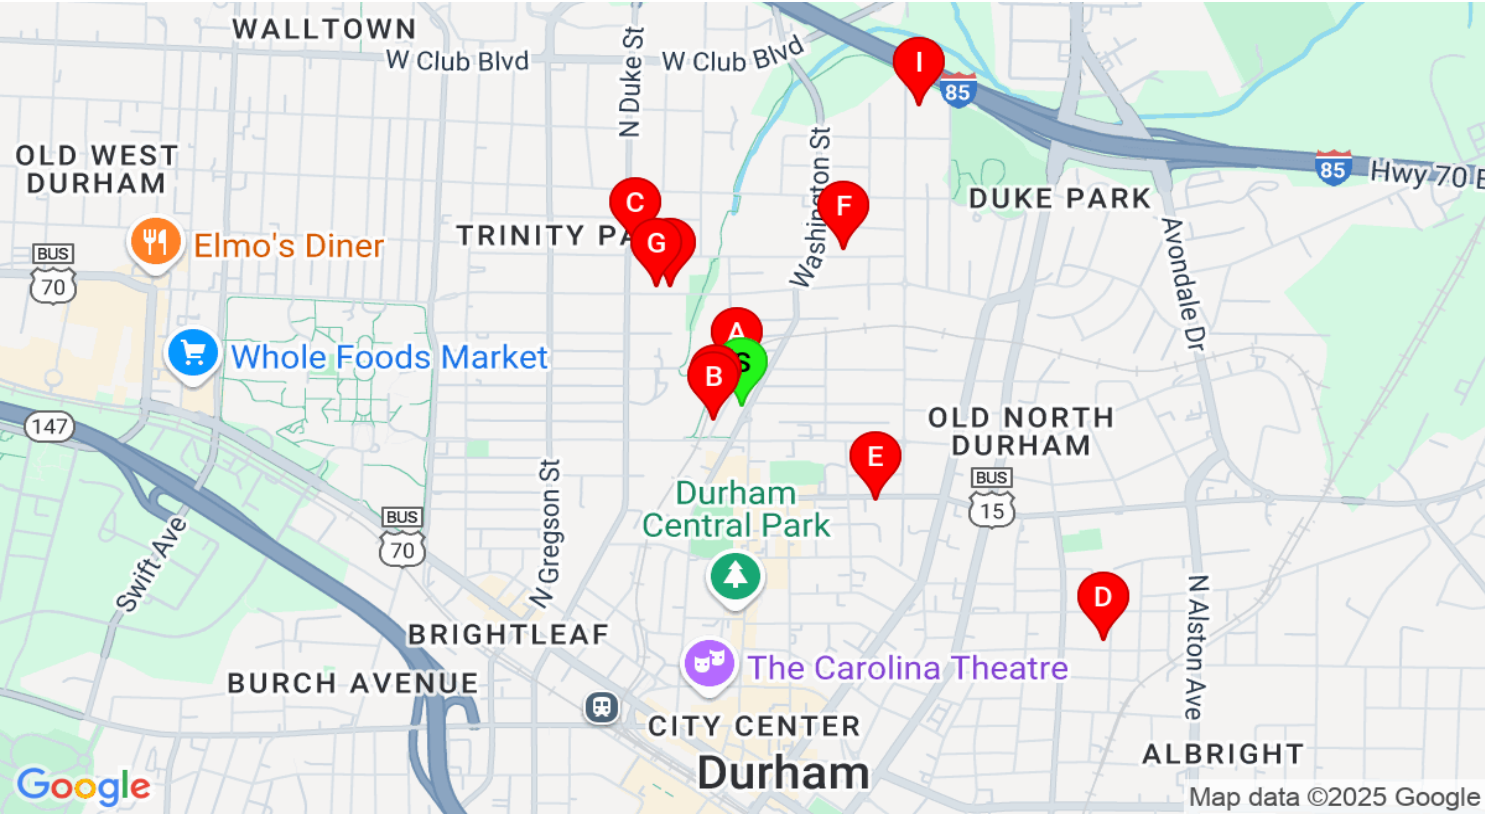 WALLTOWN
W Club Blvd
N Duke St
W Club Blvd
I
85
Washington St
OLD WEST
DURHAM
85
Hwy 70 E
C
F
DUKE PARK
TRINITY PA
G
Elmo's Diner
BUS
70
Avondale Dr
A
S
B
Whole Foods Market
147
OLD NORTH
DURHAM
E
BUS
15
Durham
Central Park
N Gregson St
BUS
70
Swift Ave
D
N Alston Ave
BRIGHTLEAF
The Carolina Theatre
BURCH AVENUE
CITY CENTER
Durham
ALBRIGHT
Google
Map data ©2025 Google